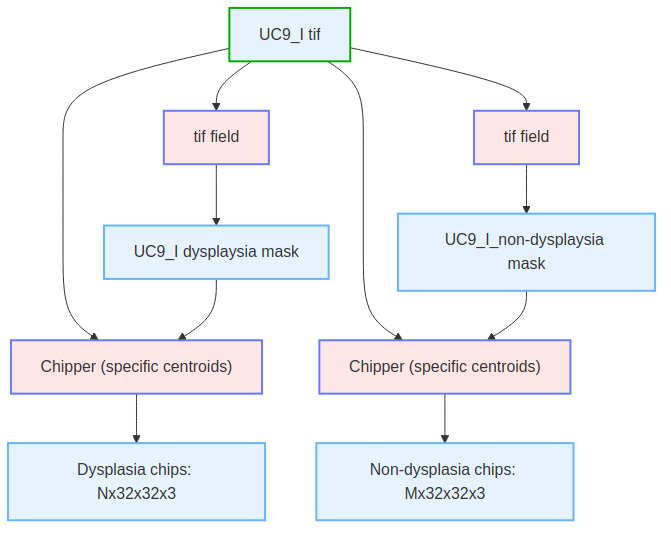 UC9_I tif
tif field
tif field
UC9_I dysplaysia mask
UC9_I_non-dysplaysia
mask
Chipper (specific centroids)
Chipper (specific centroids)
Dysplasia chips:
Nx32x32x3
Non-dysplasia chips:
Mx32x32x3